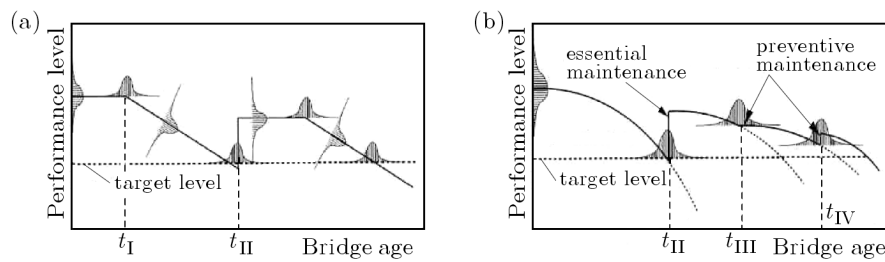 (a)
Performance level
target level
t_I
t_II
Bridge age
(b)
Performance level
essential
maintenance
preventive
maintenance
target level
t_II
t_III
t_IV
Bridge age